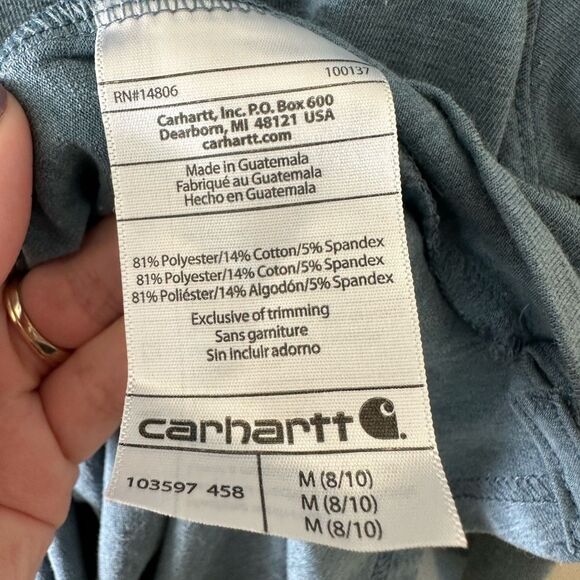 RN#14806 100137
Carhartt, Inc. P.O. Box 600
Dearborn, MI 48121 USA
carhartt.com
Made in Guatemala
Fabriqué au Guatemala
Hecho en Guatemala
81% Polyester/14% Cotton/5% Spandex
81% Polyester/14% Coton/5% Spandex
81% Poliéster/14% Algodón/5% Spandex
Exclusive of trimming
Sans garniture
Sin incluir adorno
carhartt
103597 458
M (8/10)
M (8/10)
M (8/10)